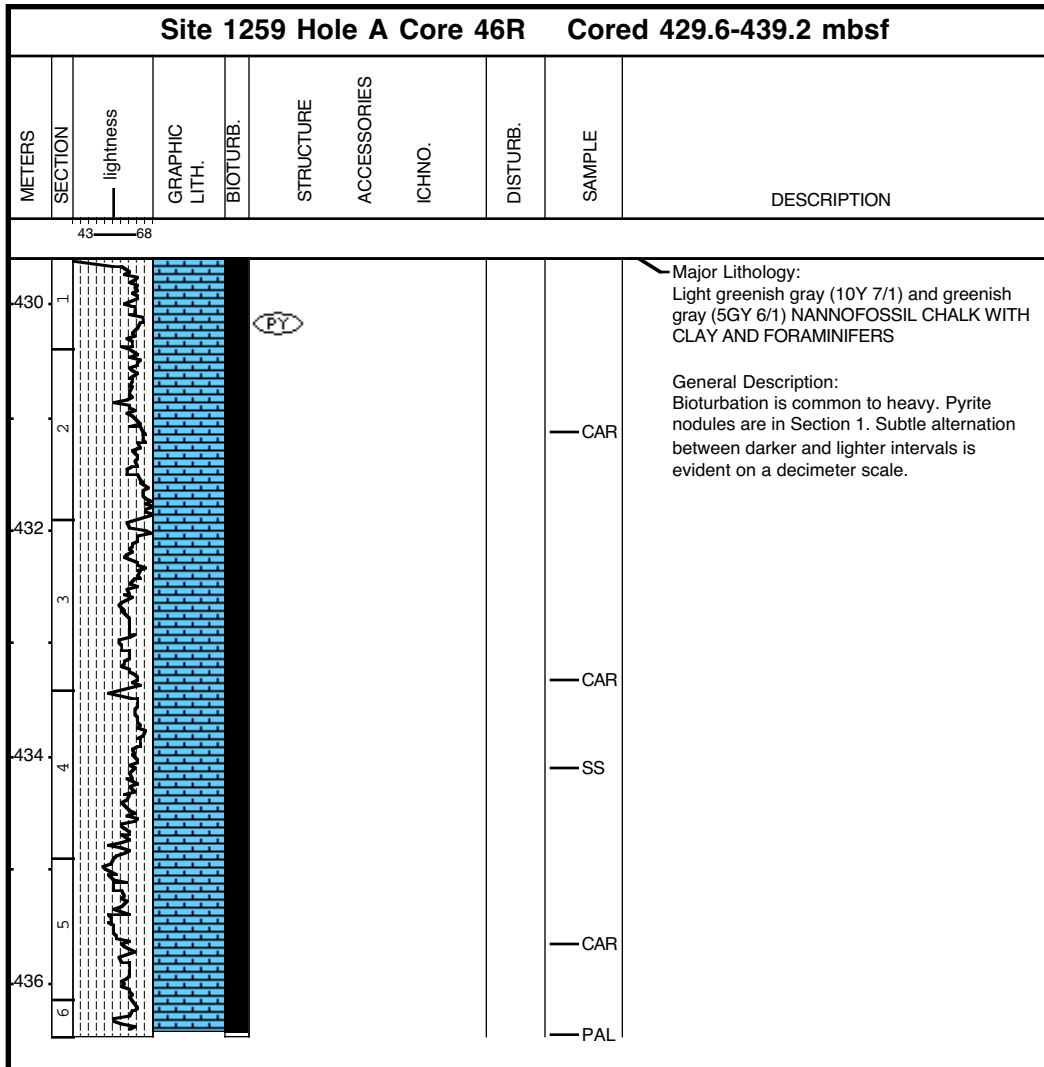 Site 1259 Hole A Core 46R Cored 429.6-439.2 mbsf
METERS
SECTION
lightness
GRAPHIC
LITH.
BIOTURB.
STRUCTURE
ACCESSORIES
ICHNO.
DISTURB.
SAMPLE
DESCRIPTION
43 68
Major Lithology:
Light greenish gray (10Y 7/1) and greenish
gray (5GY 6/1) NANNOFOSSIL CHALK WITH
CLAY AND FORAMINIFERS
General Description:
Bioturbation is common to heavy. Pyrite
nodules are in Section 1. Subtle alternation
between darker and lighter intervals is
evident on a decimeter scale.
430
1
PY
2
CAR
432
3
CAR
434
4
SS
5
CAR
436
6
PAL